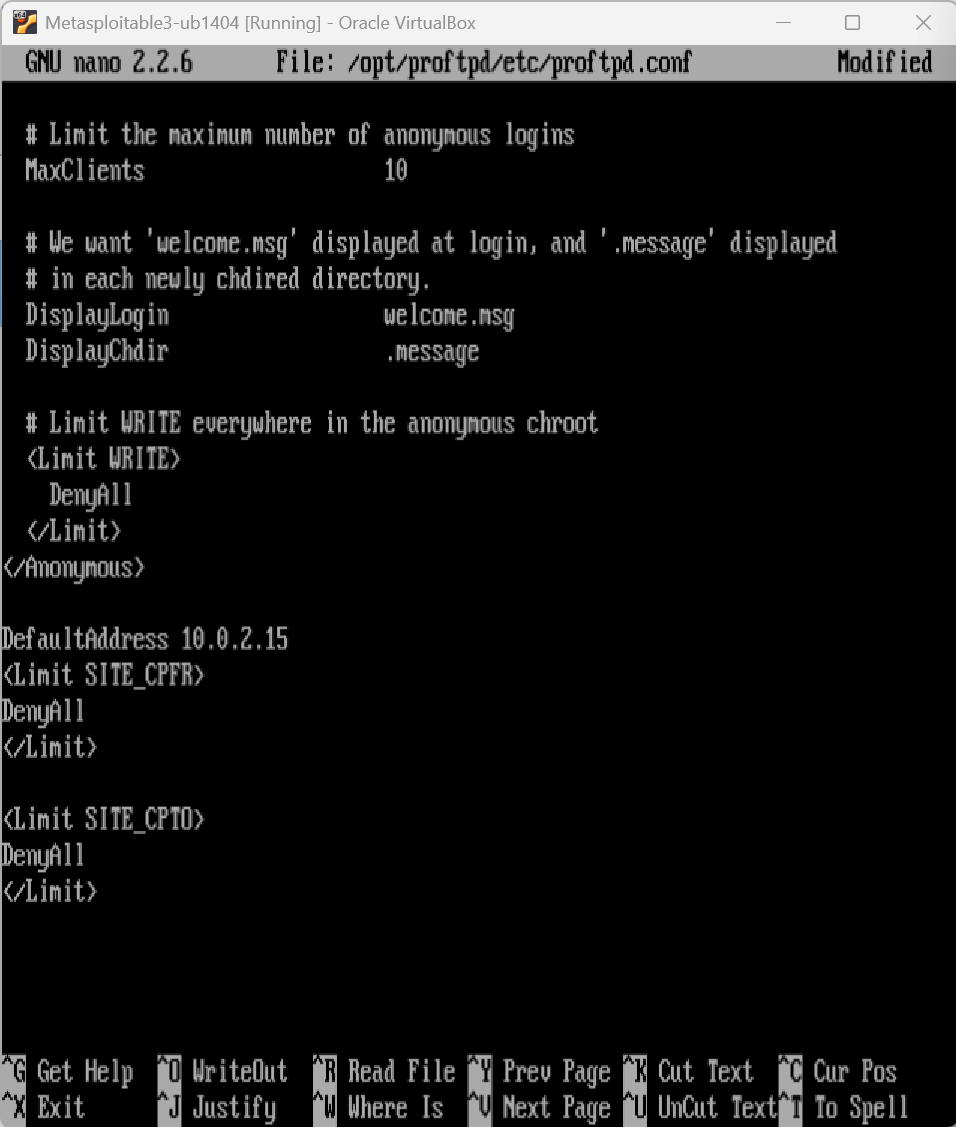 Metasploitable3-ub1404 [Running] - Oracle VirtualBox
GNU nano 2.2.6 File: /opt/proftpd/etc/proftpd.conf Modified
# Limit the maximum number of anonymous logins
MaxClients 10
# We want 'welcome.msg' displayed at login, and '.message' displayed
# in each newly chdired directory.
DisplayLogin welcome.msg
DisplayChdir .message
# Limit WRITE everywhere in the anonymous chroot
<Limit WRITE>
DenyAll
</Limit>
</Anonymous>
DefaultAddress 10.0.2.15
<Limit SITE_CPFR>
DenyAll
</Limit>
<Limit SITE_CPTO>
DenyAll
</Limit>
^G Get Help ^O WriteOut ^R Read File ^Y Prev Page ^K Cut Text ^C Cur Pos
^X Exit ^J Justify ^W Where Is ^V Next Page ^U UnCut Text ^T To Spell